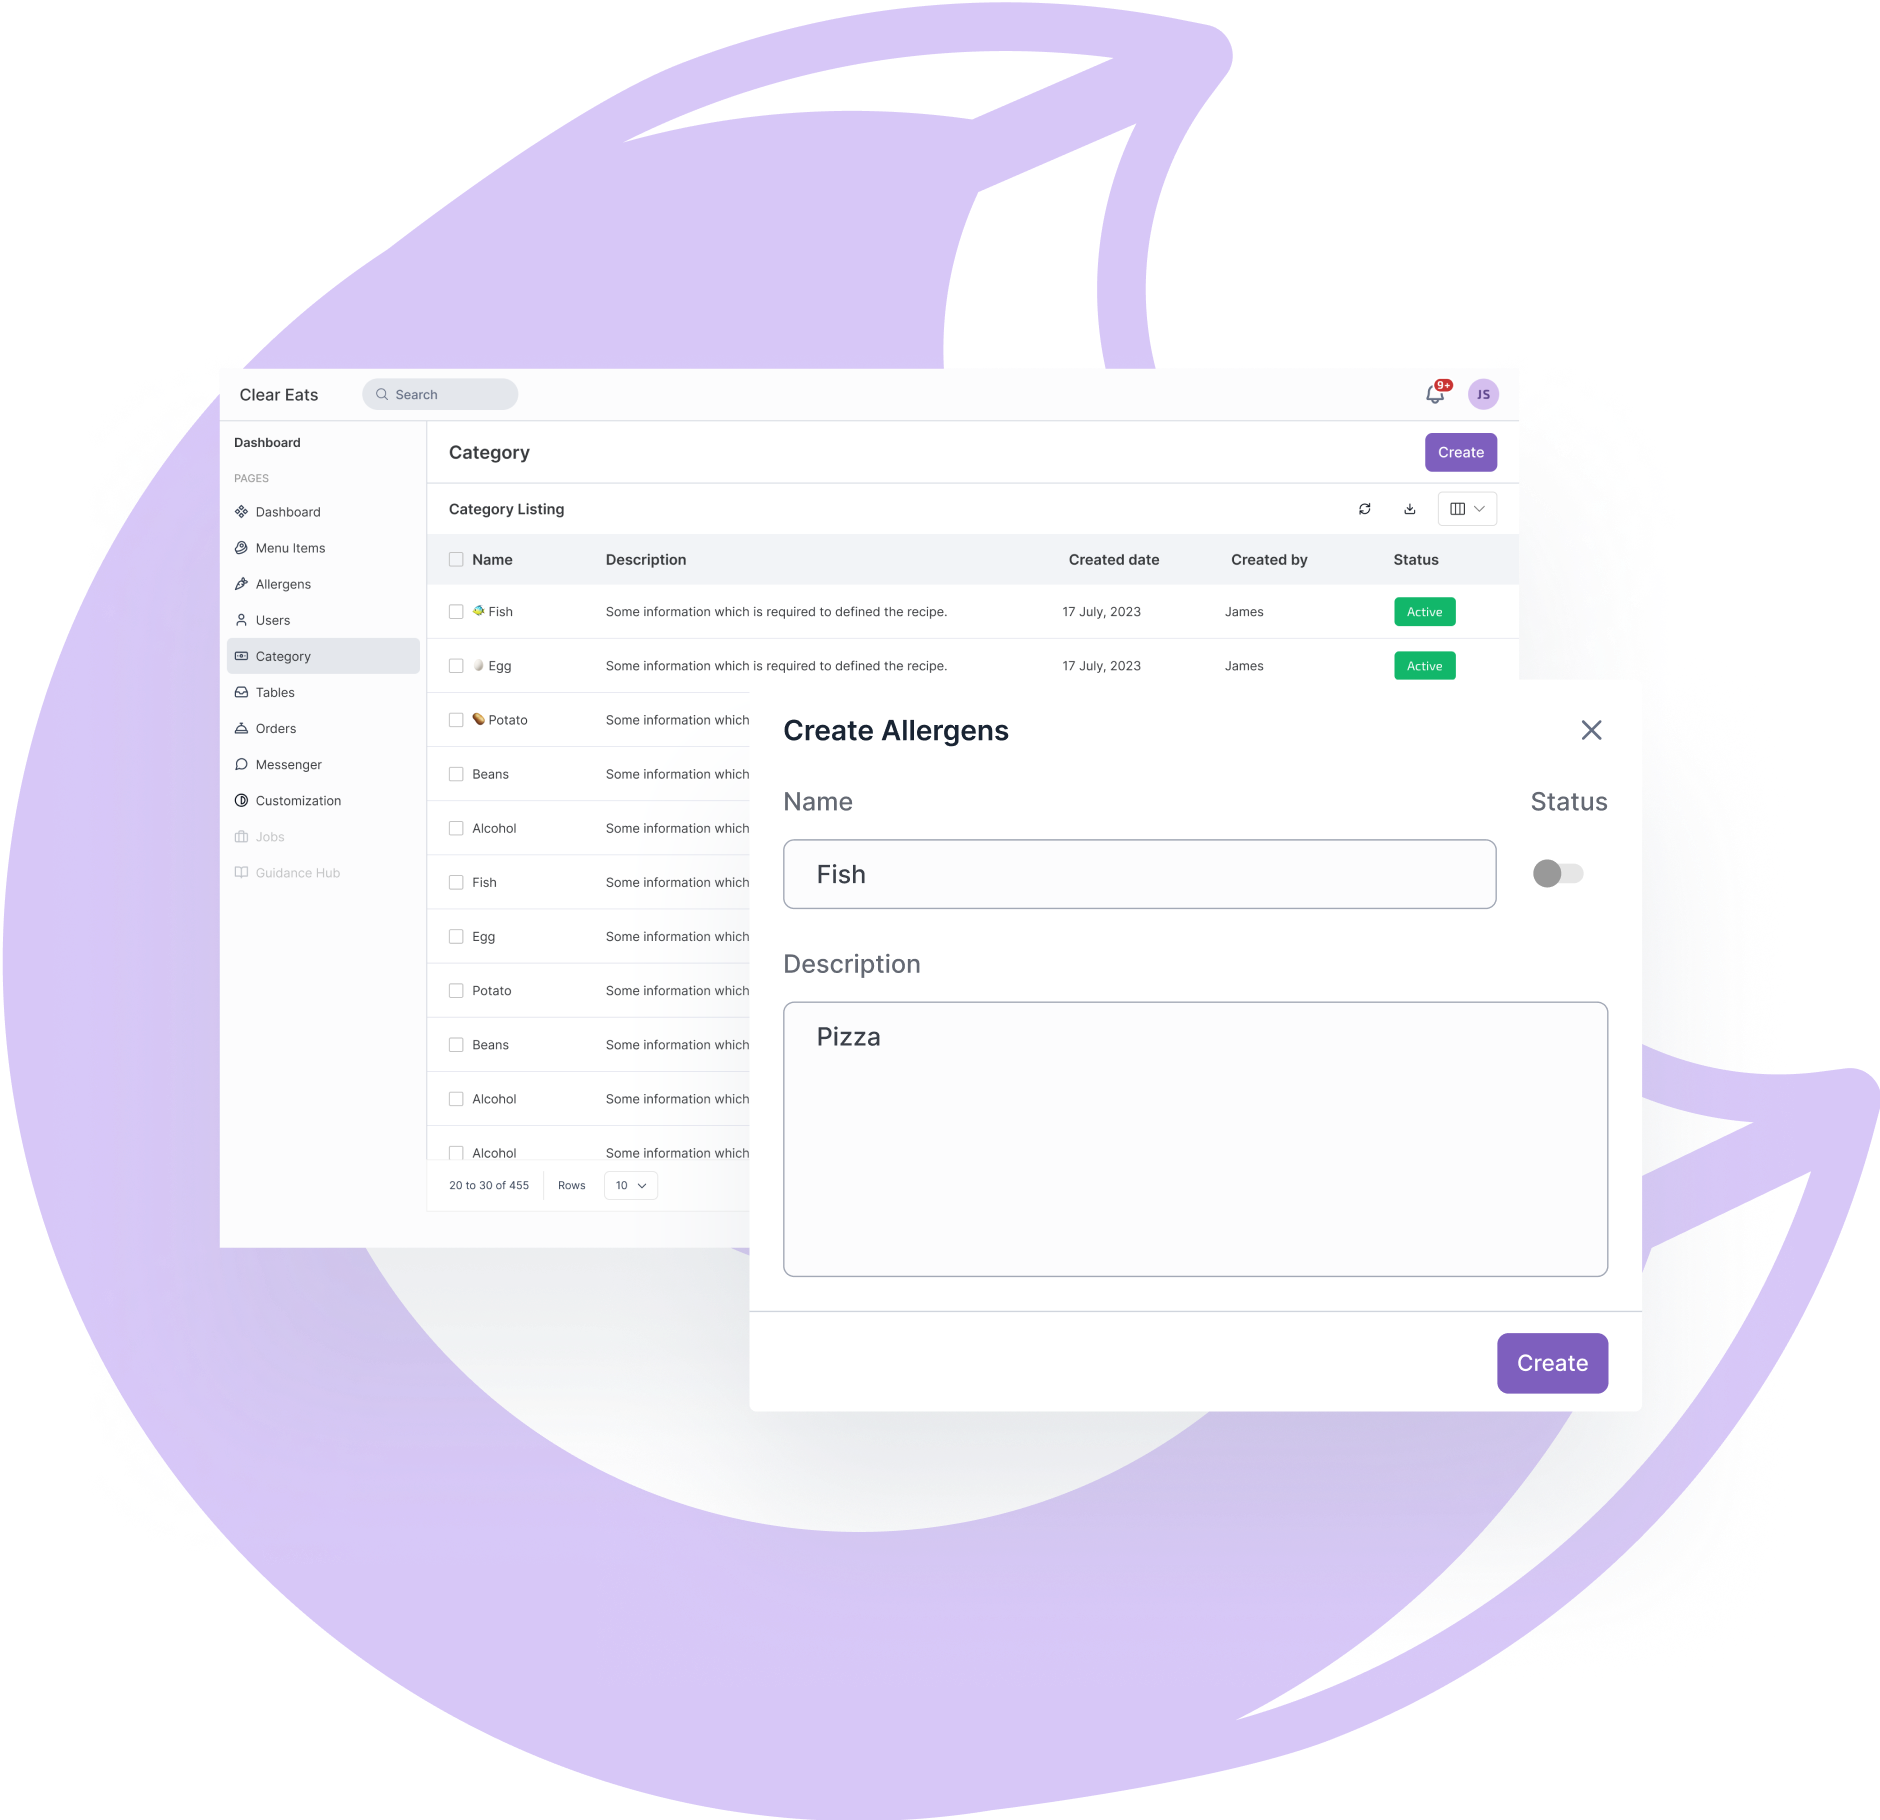 Clear Eats Search 9+ JS
Dashboard
PAGES
Dashboard
Menu Items
Allergens
Users
Category
Tables
Orders
Messenger
Customization
Jobs
Guidance Hub
Category Create
Category Listing
Name Description Created date Created by Status
Fish Some information which is required to defined the recipe. 17 July, 2023 James Active
Egg Some information which is required to defined the recipe. 17 July, 2023 James Active
Potato Some information which
Beans Some information which
Alcohol Some information which
Fish Some information which
Egg Some information which
Potato Some information which
Beans Some information which
Alcohol Some information which
Alcohol Some information which
20 to 30 of 455 Rows 10
Create Allergens
Name Status
Fish
Description
Pizza
Create